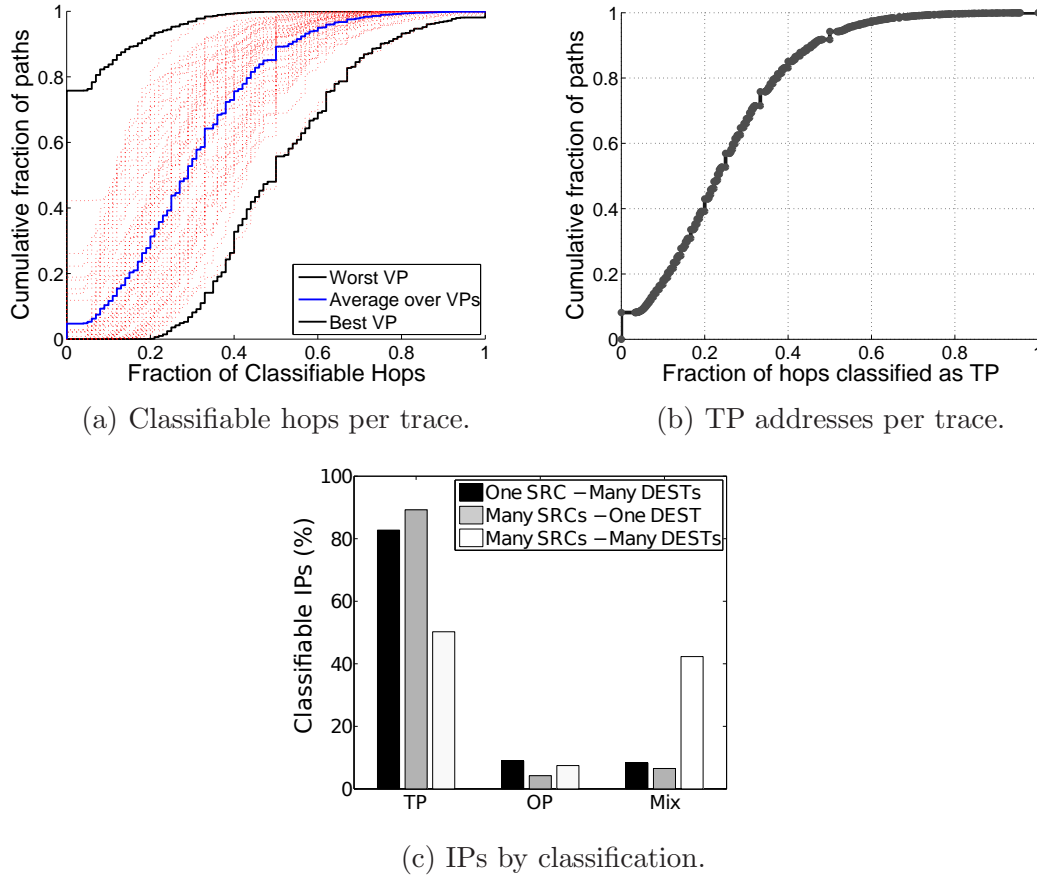 Cumulative fraction of paths
1
0.8
0.6
0.4
0.2
0
0 0.2 0.4 0.6 0.8 1
Fraction of Classifiable Hops
Worst VP
Average over VPs
Best VP
(a) Classifiable hops per trace.
Cumulative fraction of paths
1
0.8
0.6
0.4
0.2
0
0 0.2 0.4 0.6 0.8 1
Fraction of hops classified as TP
(b) TP addresses per trace.
Classifiable IPs (%)
100
80
60
40
20
0
TP OP Mix
One SRC – Many DESTs
Many SRCs – One DEST
Many SRCs – Many DESTs
(c) IPs by classification.